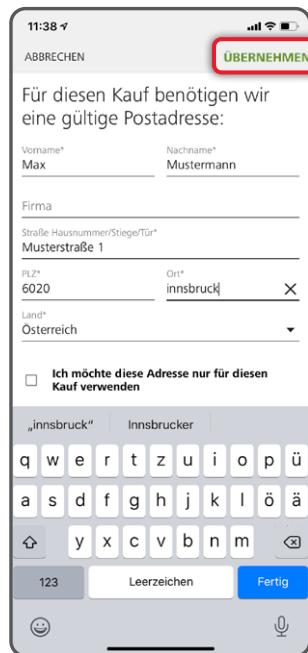 11:38
ABBRECHEN ÜBERNEHMEN
Für diesen Kauf benötigen wir
eine gültige Postadresse:
Vorname* Nachname*
Max Mustermann
Firma
Straße Hausnummer/Stiege/Tür*
Musterstraße 1
PLZ* Ort*
6020 innsbruck
Land*
Österreich
Ich möchte diese Adresse nur für diesen
Kauf verwenden
„innsbruck“ Innsbrucker
q w e r t z u i o p ü
a s d f g h j k l ö ä
y x c v b n m
123 Leerzeichen Fertig